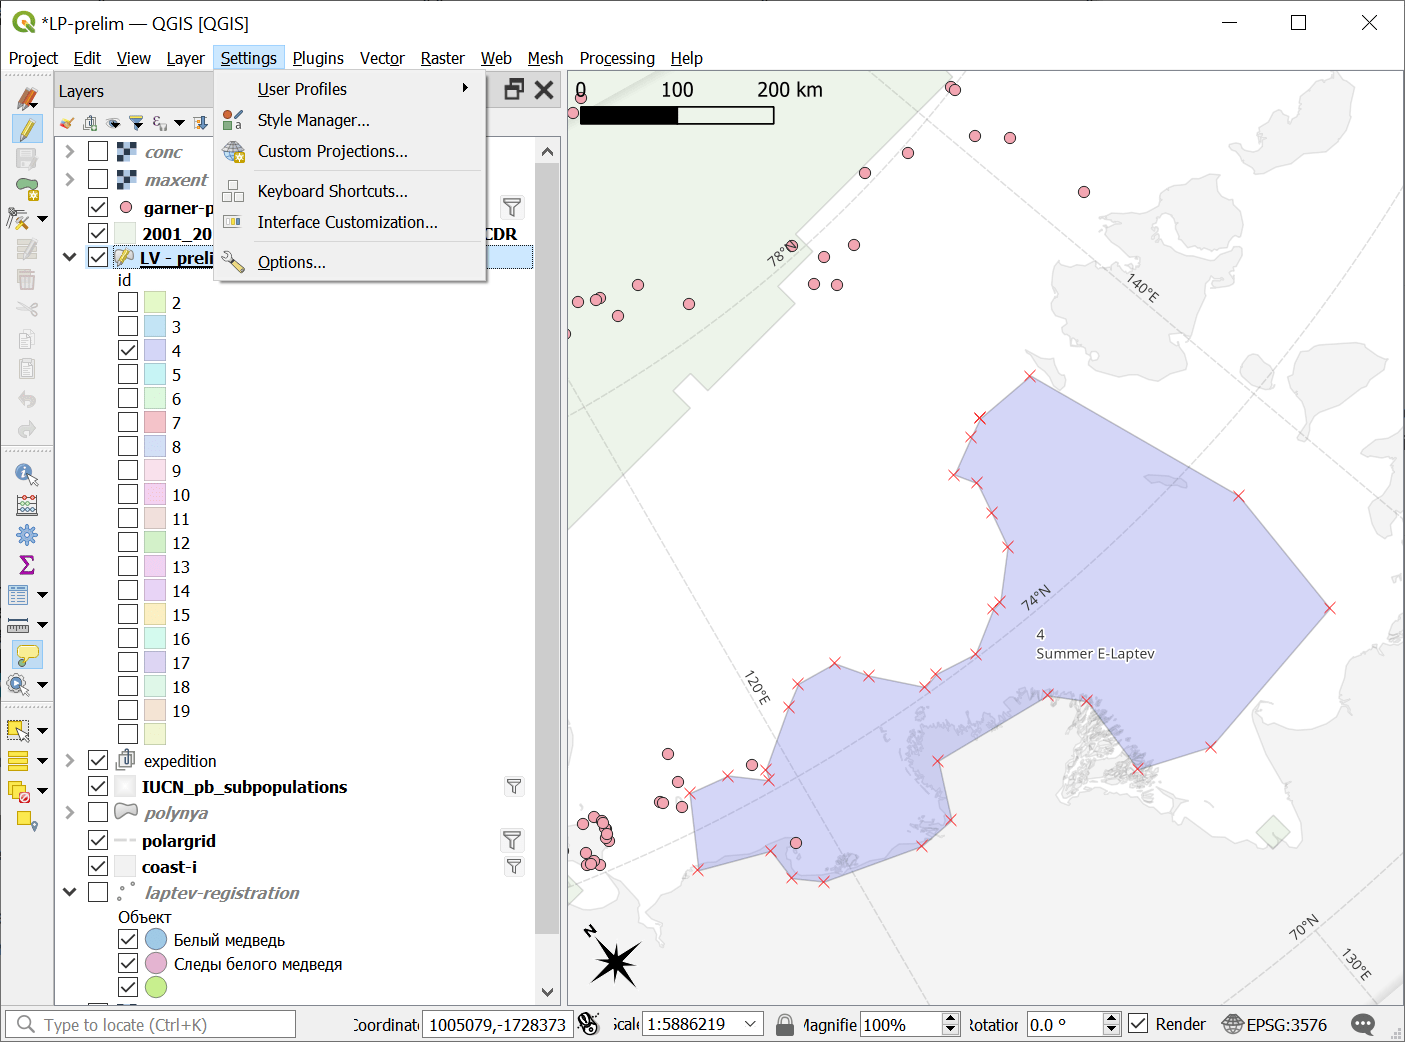 *LP-prelim — QGIS [QGIS]
Project Edit View Layer Settings Plugins Vector Raster Web Mesh Processing Help
Layers
User Profiles
Style Manager...
Custom Projections...
Keyboard Shortcuts...
Interface Customization...
Options...
conc
maxent
garner-p
2001_20
CDR
LV - preli
id
2
3
4
5
6
7
8
9
10
11
12
13
14
15
16
17
18
19
expedition
IUCN_pb_subpopulations
polynya
polargrid
coast-i
laptev-registration
Объект
Белый медведь
Следы белого медведя
0 100 200 km
78°N
140°E
74°N
4
Summer E-Laptev
120°E
70°N
130°E
N
Type to locate (Ctrl+K)
Coordinate 1005079,-1728373 Scale 1:5886219 Magnifie 100% Rotation 0.0 ° Render EPSG:3576